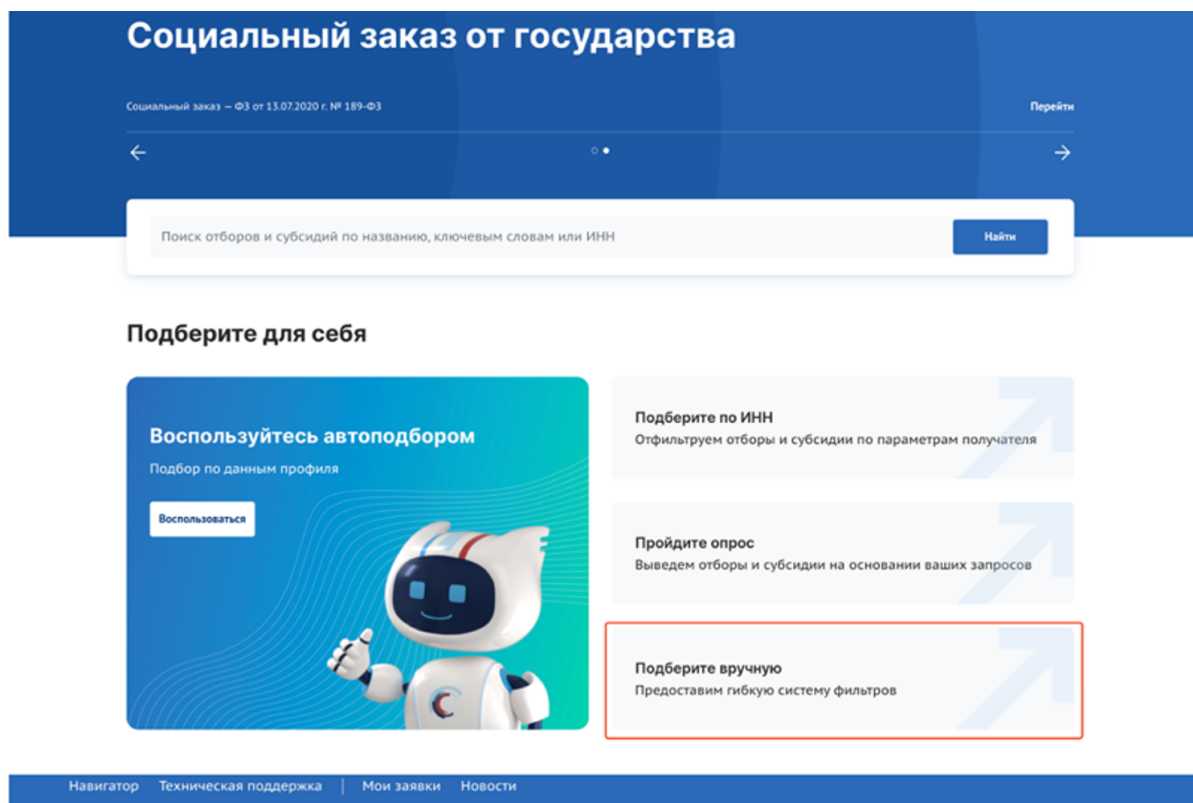 Социальный заказ от государства
Социальный заказ – ФЗ от 13.07.2020 г. № 189-ФЗ
Перейти
Поиск отборов и субсидий по названию, ключевым словам или ИНН
Найти
Подберите для себя
Воспользуйтесь автоподбором
Подбор по данным профиля
Воспользоваться
Подберите по ИНН
Отфильтруем отборы и субсидии по параметрам получателя
Пройдите опрос
Выведем отборы и субсидии на основании ваших запросов
Подберите вручную
Предоставим гибкую систему фильтров
Навигатор Техническая поддержка | Мои заявки Новости